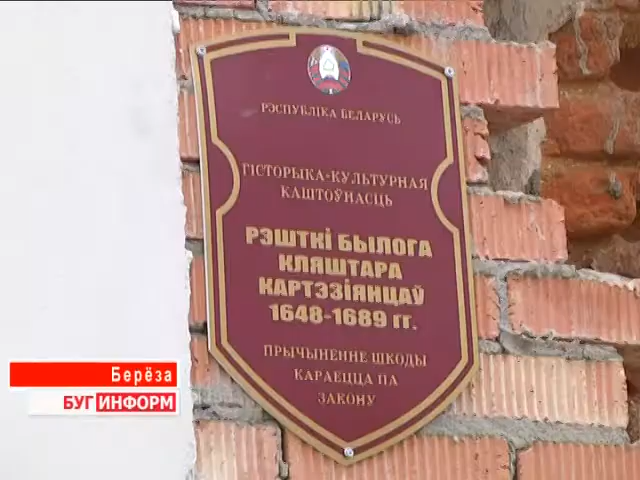 РЭСПУБЛІКА БЕЛАРУСЬ
ГІСТОРЫКА-КУЛЬТУРНАЯ
КАШТОЎНАСЦЬ
РЭШТКІ БЫЛОГА
КЛЯШТАРА
КАРТЭЗІЯНЦАЎ
1648-1689 гг.
ПРЫЧЫНЕННЕ ШКОДЫ
КАРАЕЦЦА ПА
ЗАКОНУ
Берёза
БУГ ИНФОРМ